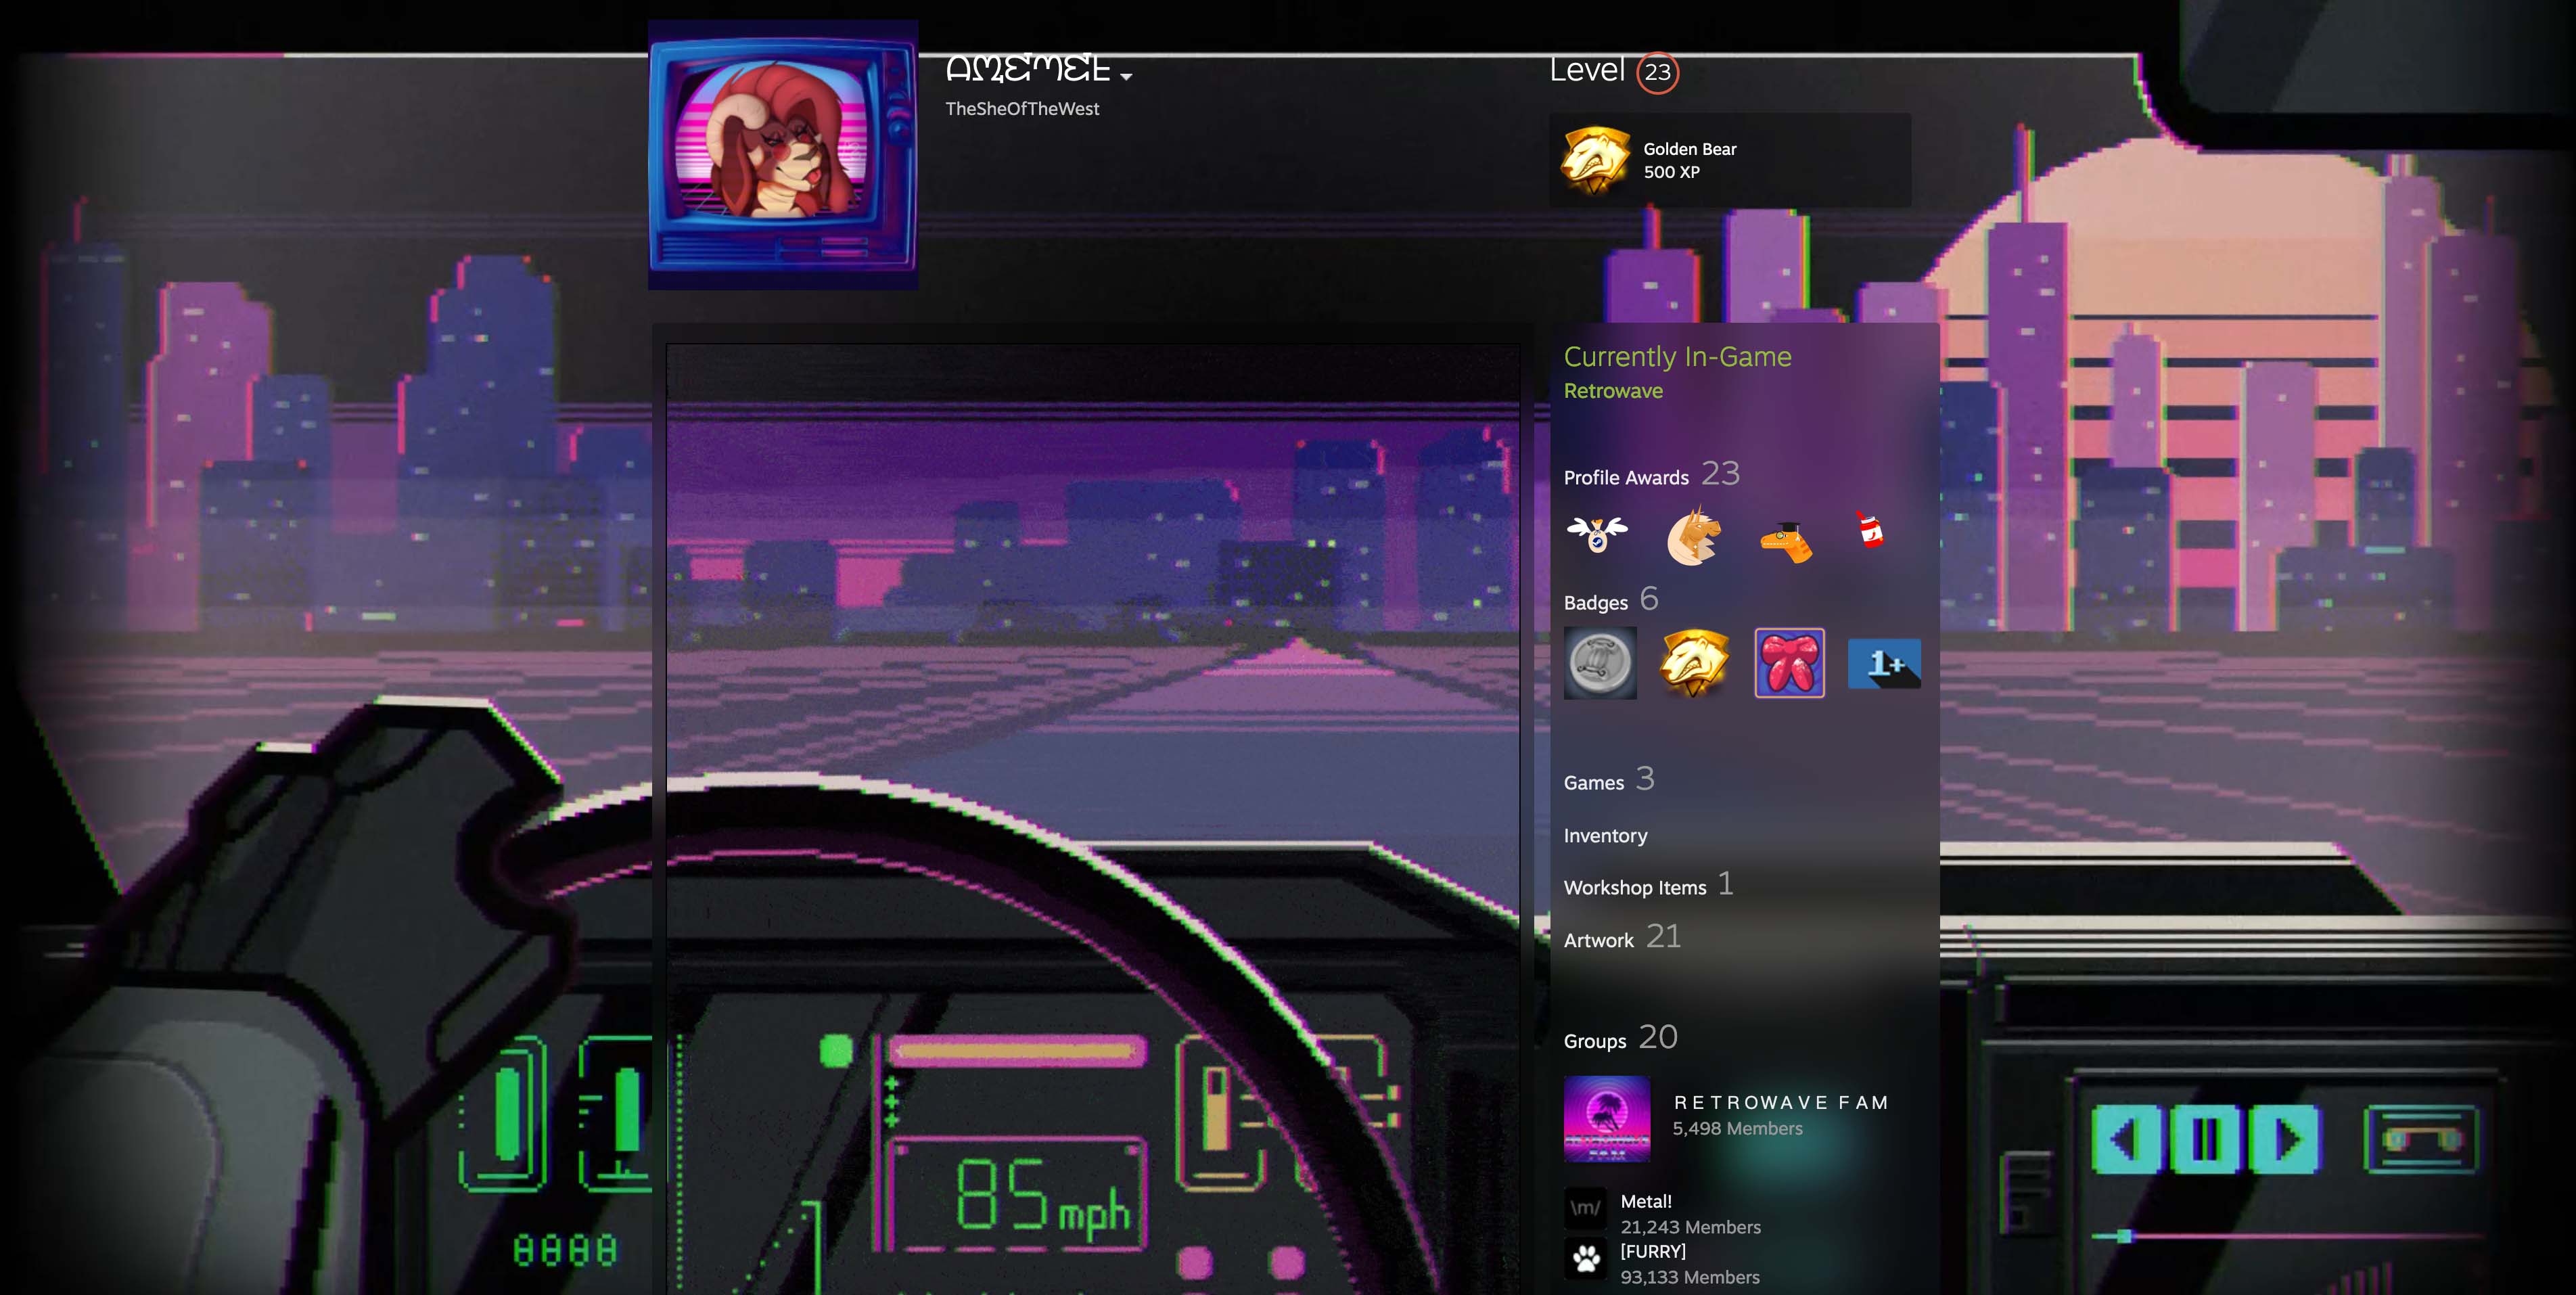 TheSheOfTheWest
Level 23
Golden Bear
500 XP
Currently In-Game
Retrowave
Profile Awards 23
Badges 6
1+
Games 3
Inventory
Workshop Items 1
Artwork 21
Groups 20
RETROWAVE FAM
5,498 Members
\m/
Metal!
21,243 Members
[FURRY]
93,133 Members
85 mph
8888